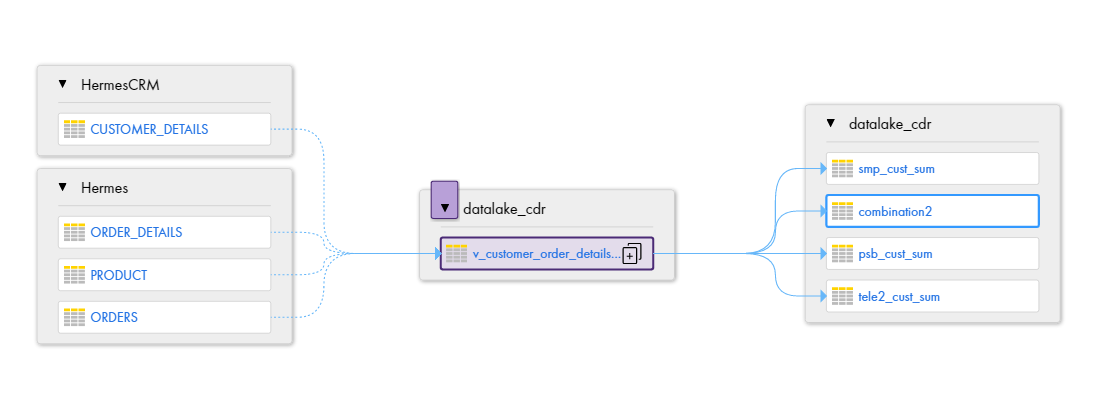 HermesCRM
CUSTOMER_DETAILS
Hermes
ORDER_DETAILS
PRODUCT
ORDERS
datalake_cdr
v_customer_order_details...
datalake_cdr
smp_cust_sum
combination2
psb_cust_sum
tele2_cust_sum